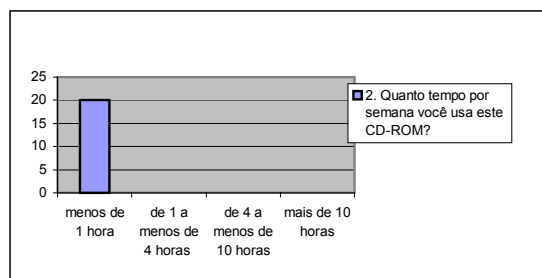 25
20
15
10
5
0
menos de
1 hora
de 1 a
menos de
4 horas
de 4 a
menos de
10 horas
mais de 10
horas
2. Quanto tempo por
semana você usa este
CD-ROM?